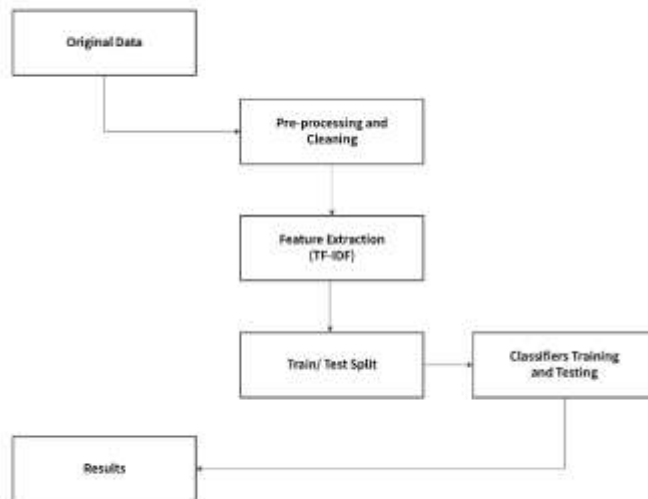 Original Data
Pre-processing and
Cleaning
Feature Extraction
(TF-IDF)
Train/ Test Split
Classifiers Training
and Testing
Results